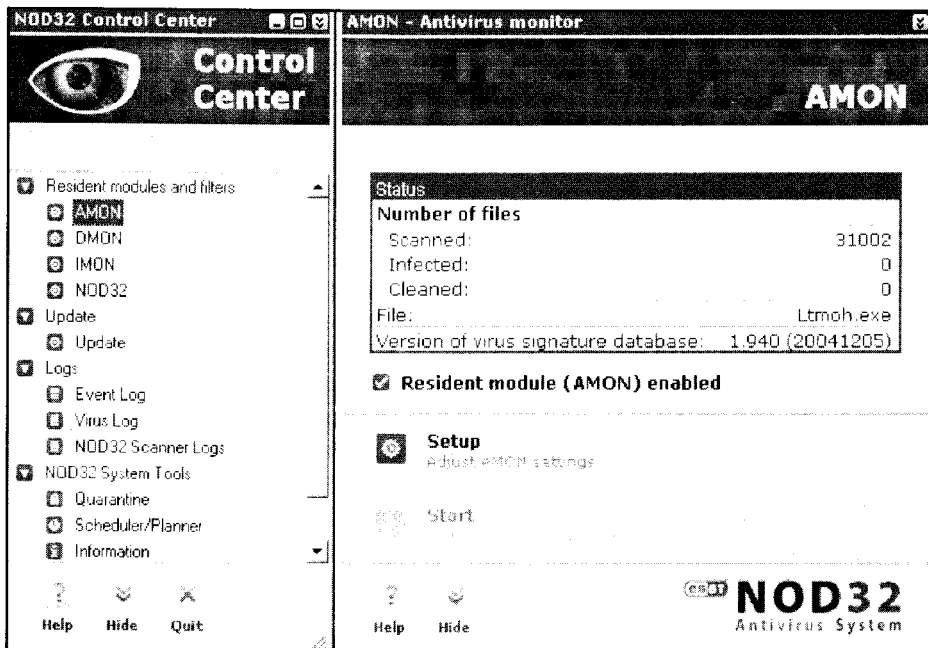 NOD32 Control Center
Control
Center
Resident modules and filters
AMON
DMON
IMON
NOD32
Update
Update
Logs
Event Log
Virus Log
NOD32 Scanner Logs
NOD32 System Tools
Quarantine
Scheduler/Planner
Information
?
Help
Hide
Quit
AMON - Antivirus monitor
AMON
Status
Number of files
Scanned: 31002
Infected: 0
Cleaned: 0
File: Ltmoh.exe
Version of virus signature database: 1.940 (20041205)
Resident module (AMON) enabled
Setup
Adjust AMON settings
Start
?
Help
Hide
eset
NOD32
Antivirus System